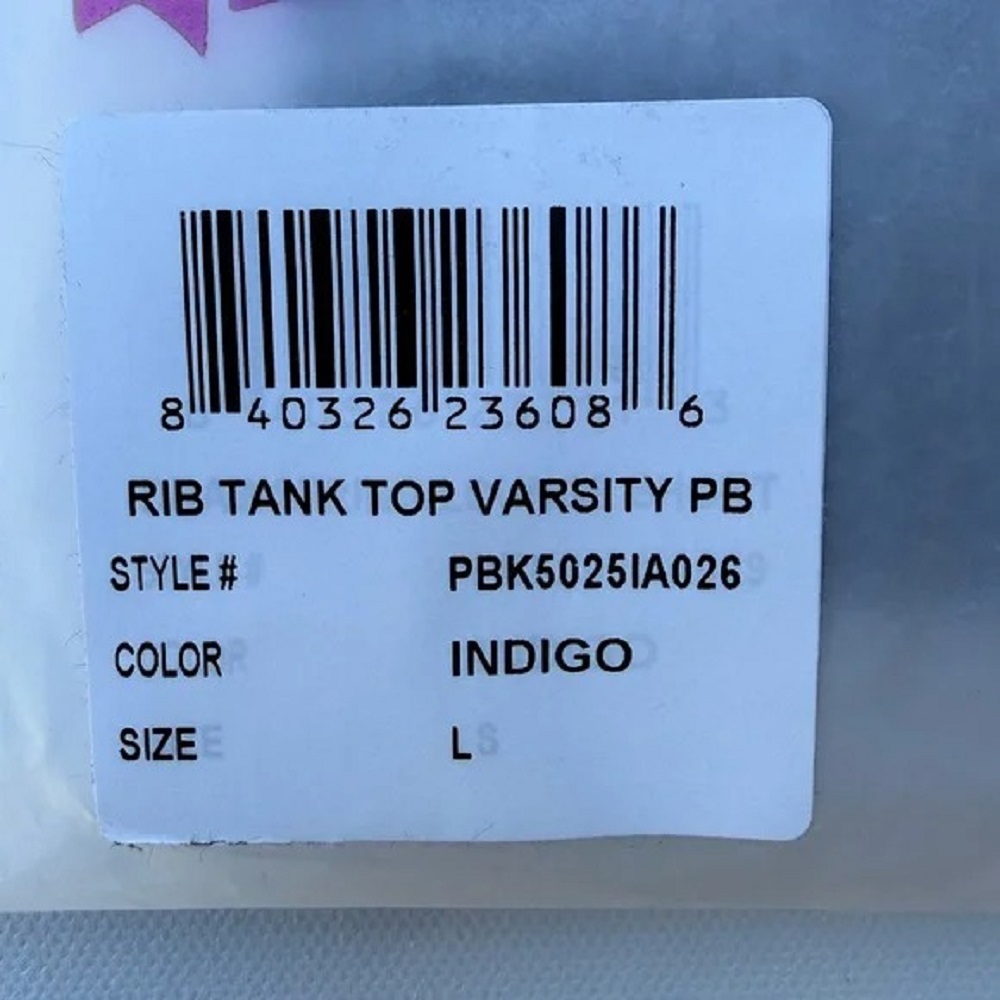 8 40326 23608 6
RIB TANK TOP VARSITY PB
STYLE # PBK5025IA026
COLOR INDIGO
SIZE L